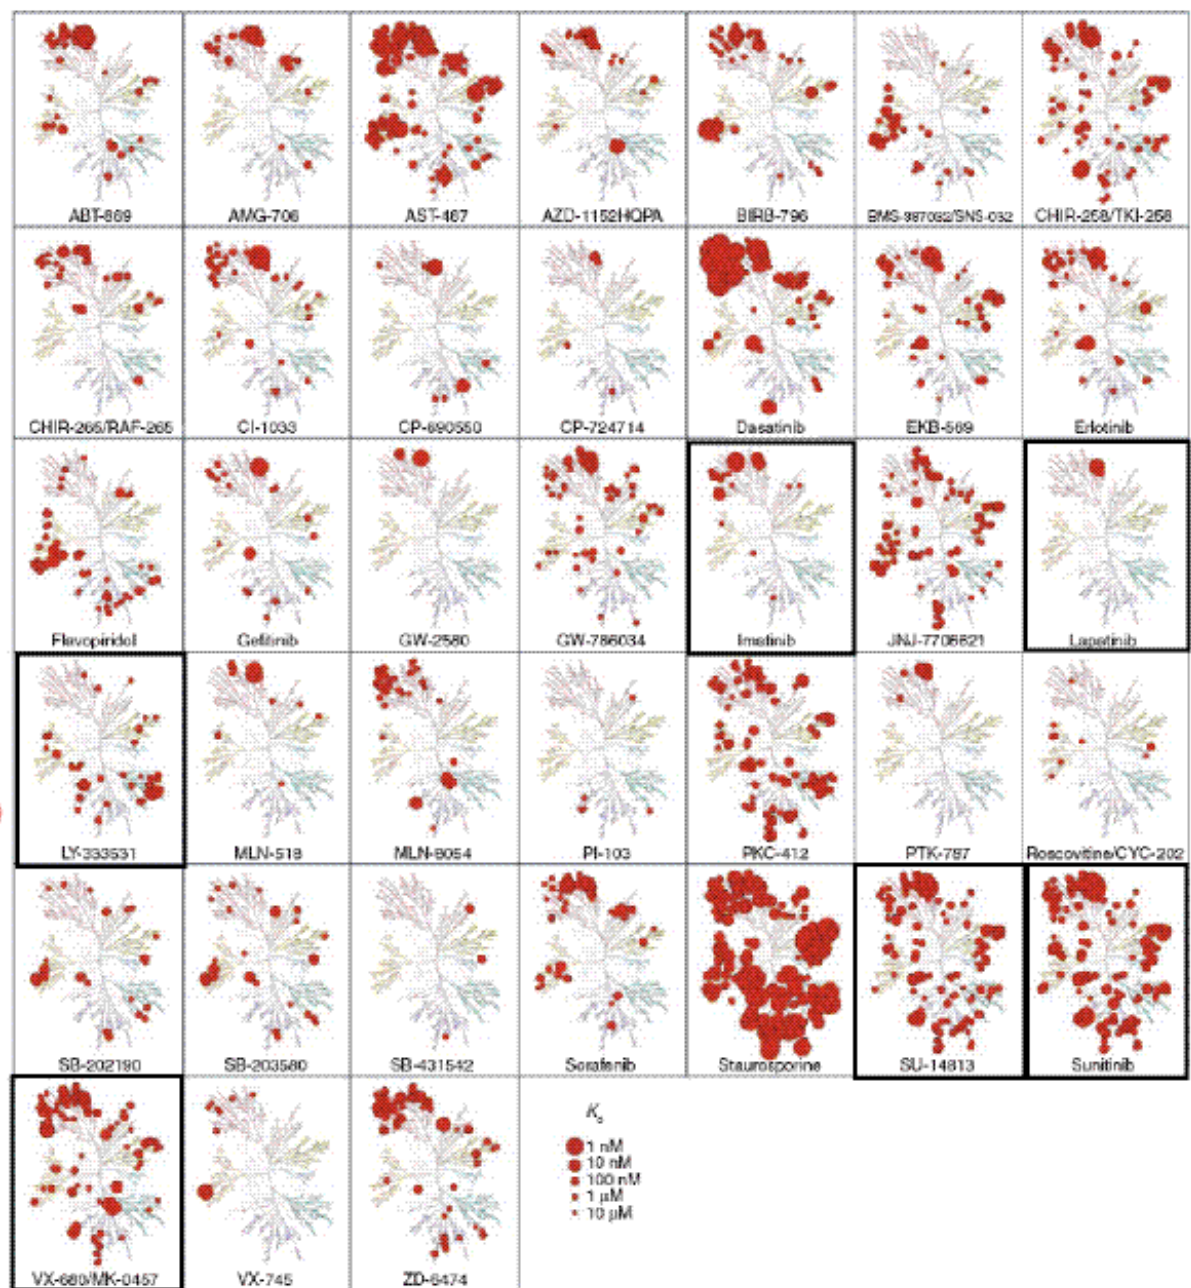 ABT-869
AMG-706
AST-487
AZD-1152HQPA
BIRB-796
BMS-387032/SNS-032
CHIR-258/TKI-258
CHIR-265/RAF-265
CI-1033
CP-690550
CP-724714
Dasatinib
EKB-569
Erlotinib
Flavopiridol
Gefitinib
GW-2580
GW-786034
Imatinib
JNJ-7706621
Lapatinib
LY-333531
MLN-518
MLN-8054
PI-103
PKC-412
PTK-787
Roscovitine/CYC-202
SB-202190
SB-203580
SB-431542
Sorafenib
Staurosporine
SU-14813
Sunitinib
VX-680/MK-0457
VX-745
ZD-6474
Kd
1 nM
10 nM
100 nM
1 µM
10 µM